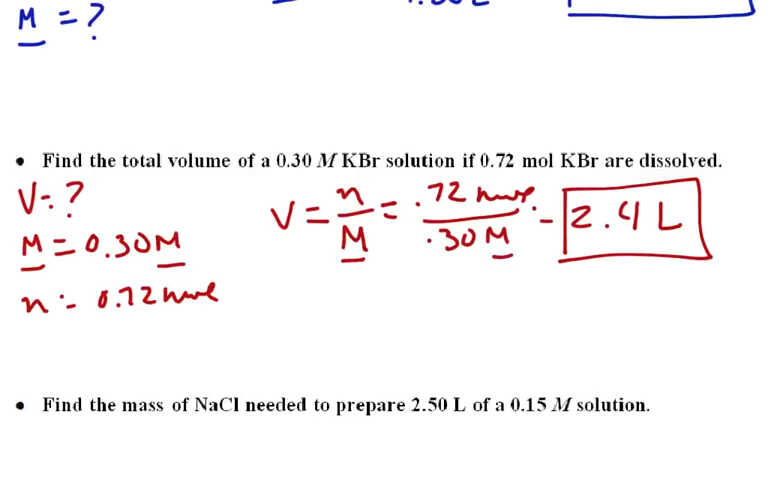 M = ?
• Find the total volume of a 0.30 M KBr solution if 0.72 mol KBr are dissolved.
V = ?
M = 0.30 M
n = 0.72 mol
V = n/M = .72 mol/.30 M = 2.4 L
• Find the mass of NaCl needed to prepare 2.50 L of a 0.15 M solution.